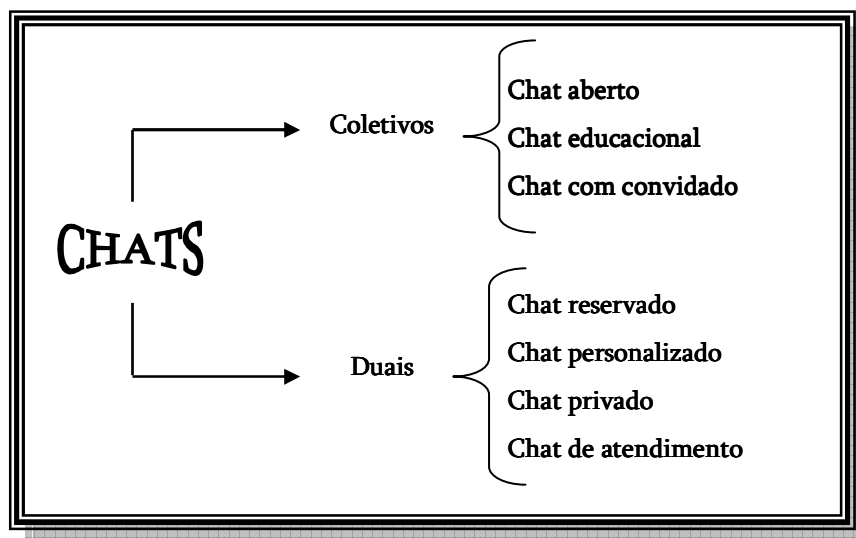 CHATS
Coletivos
Chat aberto
Chat educacional
Chat com convidado
Duais
Chat reservado
Chat personalizado
Chat privado
Chat de atendimento